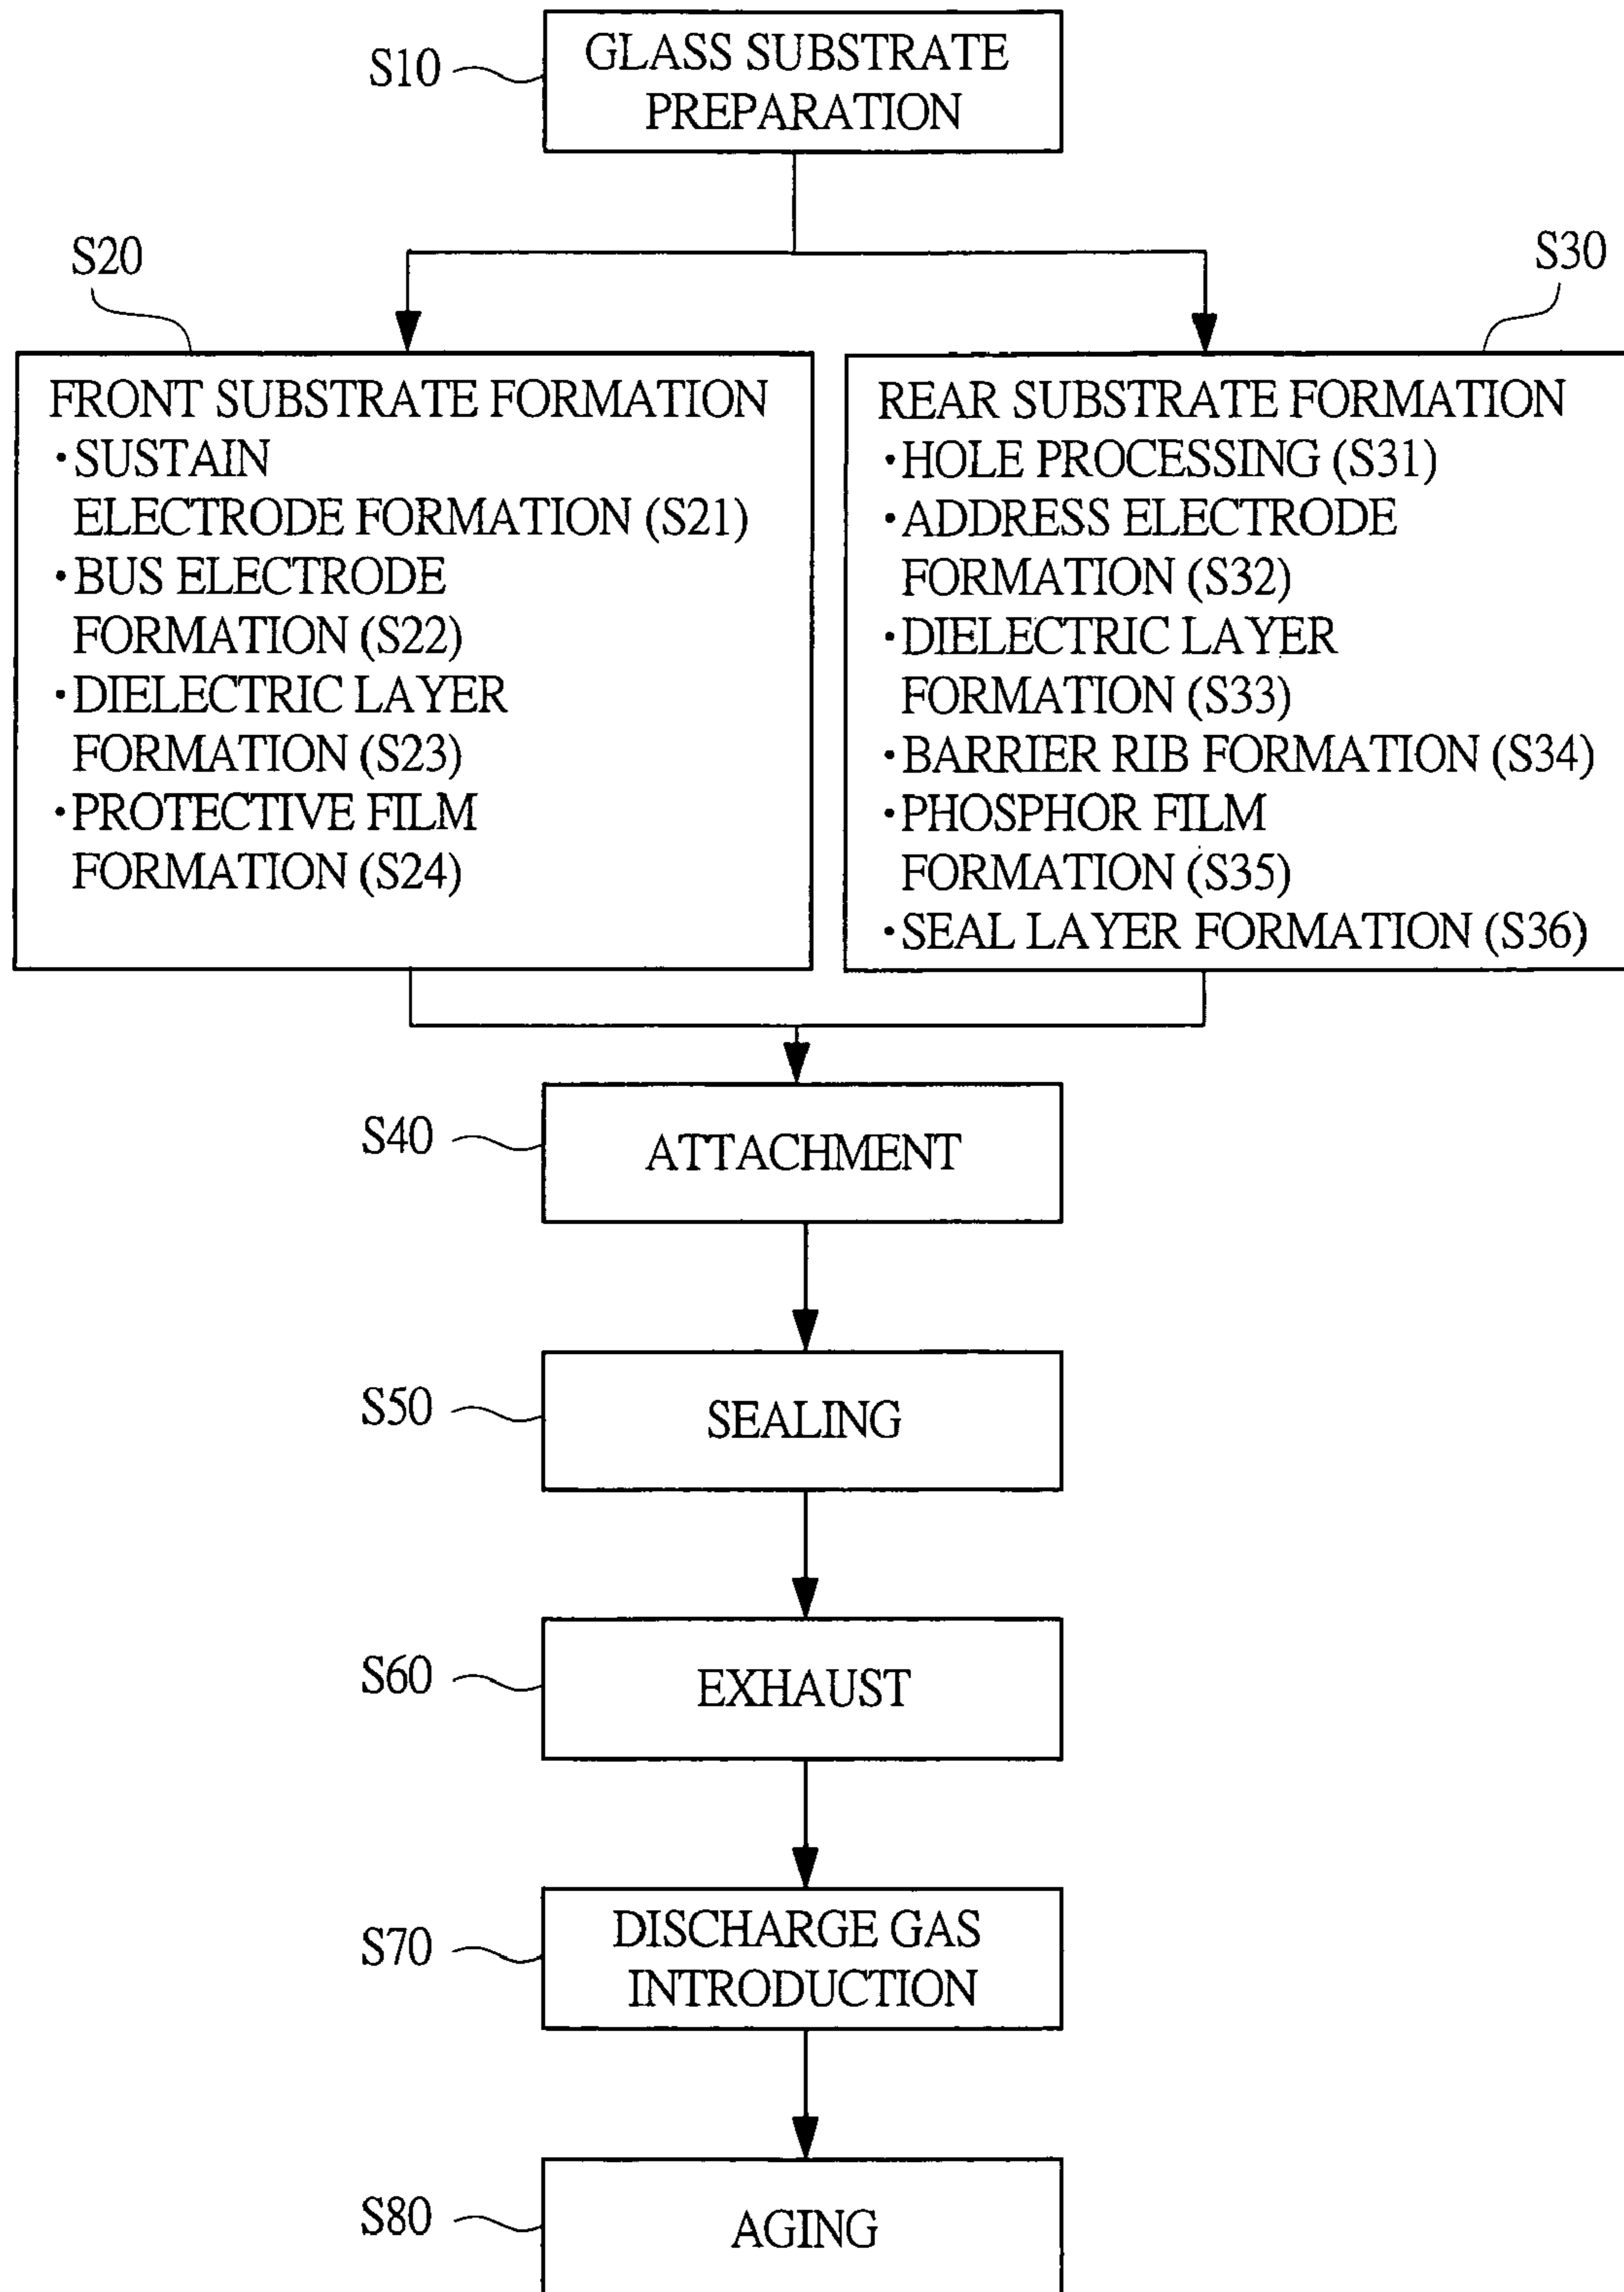 S10
GLASS SUBSTRATE
PREPARATION
S20
S30
FRONT SUBSTRATE FORMATION
・SUSTAIN
ELECTRODE FORMATION (S21)
・BUS ELECTRODE
FORMATION (S22)
・DIELECTRIC LAYER
FORMATION (S23)
・PROTECTIVE FILM
FORMATION (S24)
REAR SUBSTRATE FORMATION
・HOLE PROCESSING (S31)
・ADDRESS ELECTRODE
FORMATION (S32)
・DIELECTRIC LAYER
FORMATION (S33)
・BARRIER RIB FORMATION (S34)
・PHOSPHOR FILM
FORMATION (S35)
・SEAL LAYER FORMATION (S36)
S40
ATTACHMENT
S50
SEALING
S60
EXHAUST
S70
DISCHARGE GAS
INTRODUCTION
S80
AGING